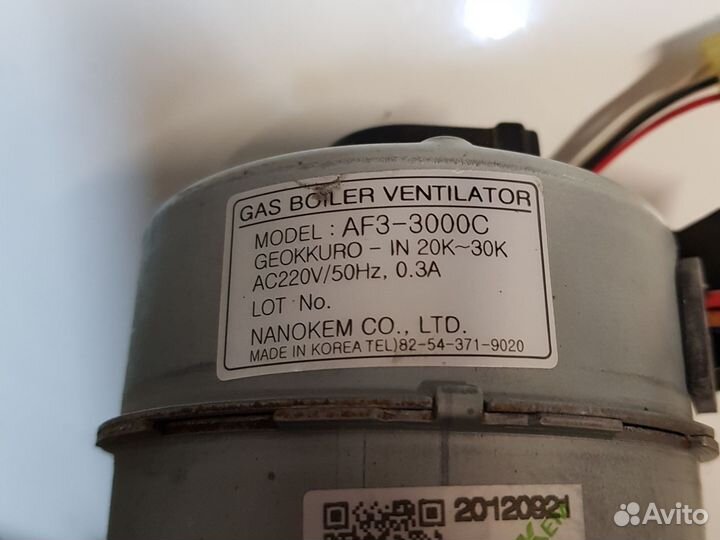 GAS BOILER VENTILATOR
MODEL : AF3-3000C
GEOKKURO - IN 20K~30K
AC220V/50Hz, 0.3A
LOT No.
NANOKEM CO., LTD.
MADE IN KOREA TEL)82-54-371-9020
20120921
Avito